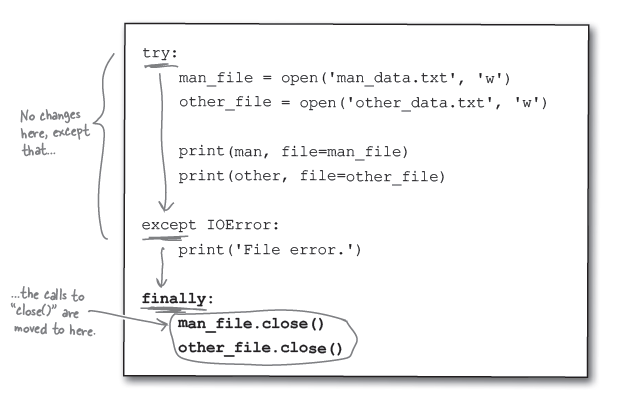 try:
man_file = open('man_data.txt', 'w')
other_file = open('other_data.txt', 'w')
No changes
here, except
that...
print(man, file=man_file)
print(other, file=other_file)
except IOError:
print('File error.')
...the calls to
"close()" are
moved to here.
finally:
man_file.close()
other_file.close()